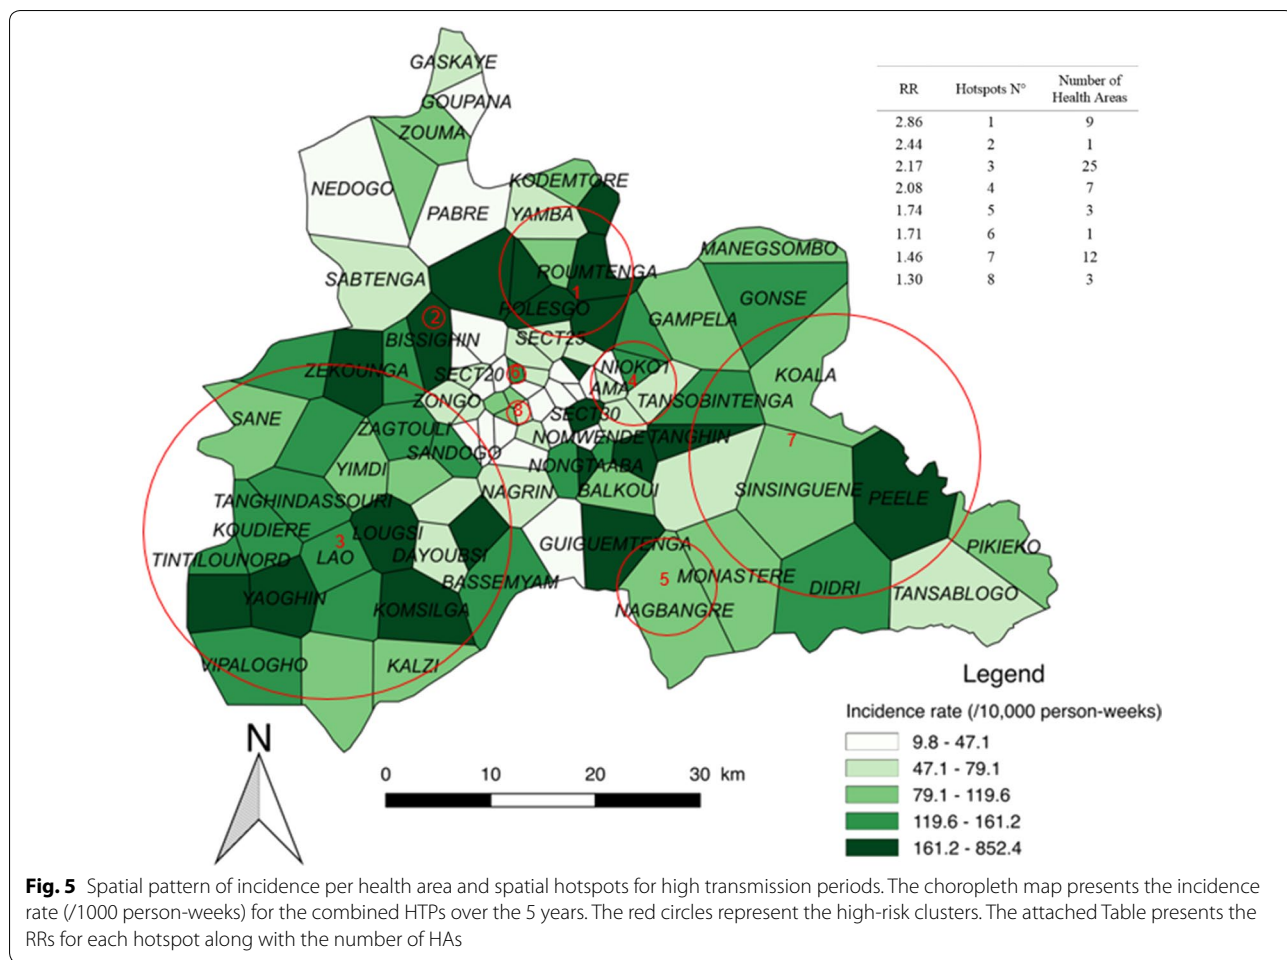 GASKAYE
GOUPANA
ZOUMA
NEDOGO
KODEMTORE
PABRE
YAMBA
SABTENGA
ROUMTENGA
1
POLESGO
MANEGSOMBO
GONSE
GAMPELA
2
BISSIGHIN
SECT25
ZEKOUNGA
SECT20
6
NIOKO1
4
AMA
KOALA
ZONGO
8
SECT30
TANSOBINTENGA
SANE
ZAGTOULI
SANDOGO
NOMWENDE
TANGHIN
7
YIMDI
NONGTAABA
NAGRIN
BALKOUI
SINSINGUENE
PEELE
TANGHINDASSOURI
KOUDIERE
3
LOUGSI
TINTILOUNORD
LAO
DAYOUBSI
GUIGUEMTENGA
PIKIEKO
BASSEMYAM
5
MONASTERE
DIDRI
TANSABLOGO
YAOGHIN
KOMSILGA
NAGBANGRE
VIPALOGHO
KALZI
RR Hotspots N° Number of
Health Areas
2.86 1 9
2.44 2 1
2.17 3 25
2.08 4 7
1.74 5 3
1.71 6 1
1.46 7 12
1.30 8 3
N
0 10 20 30 km
Legend
Incidence rate (/10,000 person-weeks)
9.8 - 47.1
47.1 - 79.1
79.1 - 119.6
119.6 - 161.2
161.2 - 852.4
Fig. 5 Spatial pattern of incidence per health area and spatial hotspots for high transmission periods. The choropleth map presents the incidence
rate (/1000 person-weeks) for the combined HTPs over the 5 years. The red circles represent the high-risk clusters. The attached Table presents the
RRs for each hotspot along with the number of HAs